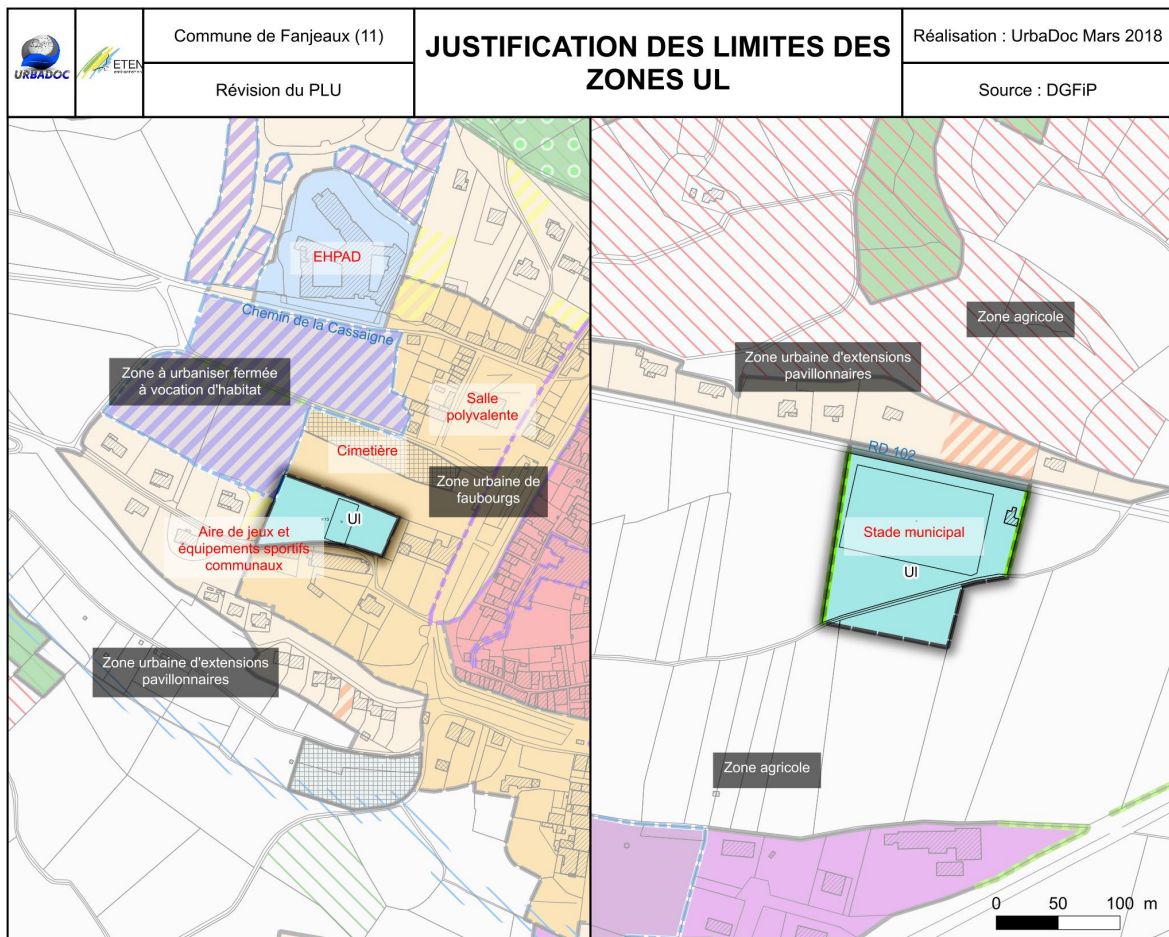 URBADOC
ETEN
environnement
Commune de Fanjeaux (11)
Révision du PLU
JUSTIFICATION DES LIMITES DES
ZONES UL
Réalisation : UrbaDoc Mars 2018
Source : DGFiP
EHPAD
Chemin de la Cassaigne
Zone à urbaniser fermée
à vocation d'habitat
Salle
polyvalente
Cimetière
Zone urbaine de
faubourgs
Ul
Aire de jeux et
équipements sportifs
communaux
Zone urbaine d'extensions
pavillonnaires
Zone agricole
Zone urbaine d'extensions
pavillonnaires
RD 102
Stade municipal
Ul
Zone agricole
0 50 100 m